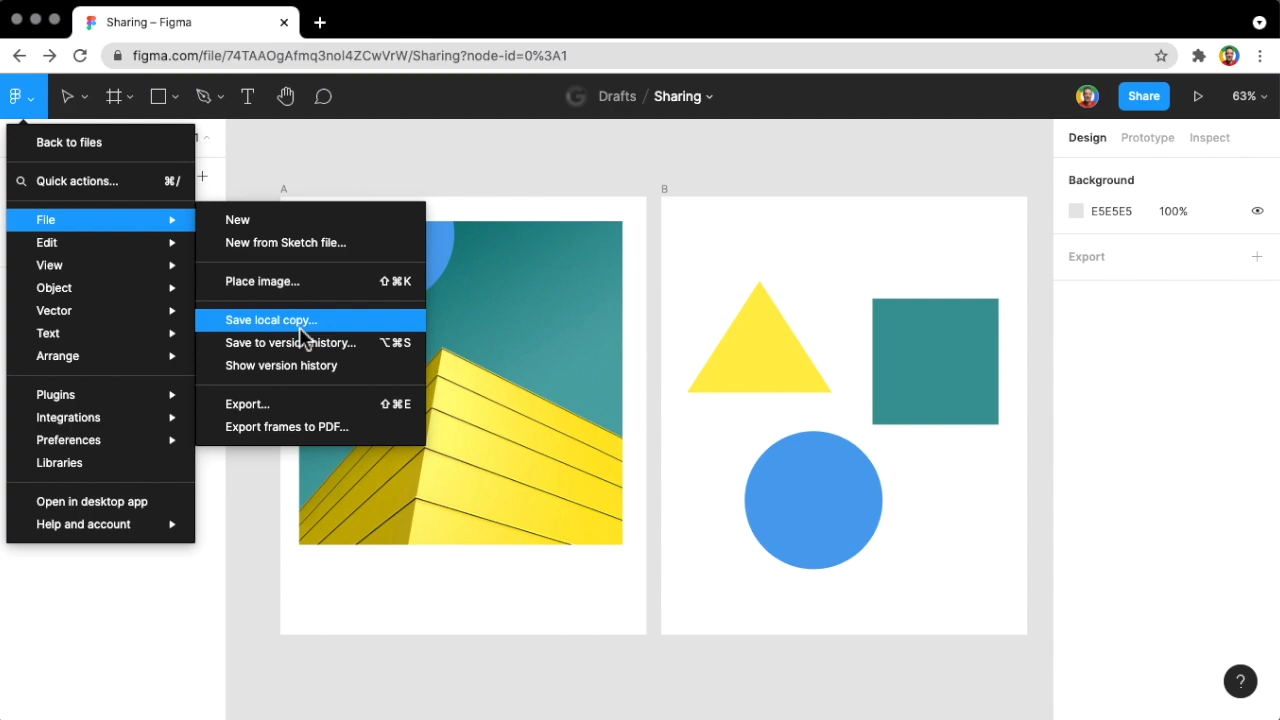 Sharing – Figma
figma.com/file/74TAAOgAfmq3nol4ZCwVrW/Sharing?node-id=0%3A1
Drafts / Sharing
Share
63%
Back to files
Quick actions... ⌘/
File
Edit
View
Object
Vector
Text
Arrange
Plugins
Integrations
Preferences
Libraries
Open in desktop app
Help and account
New
New from Sketch file...
Place image... ⇧⌘K
Save local copy...
Save to version history... ⌥⌘S
Show version history
Export... ⇧⌘E
Export frames to PDF...
A
B
Design Prototype Inspect
Background
E5E5E5 100%
Export
?